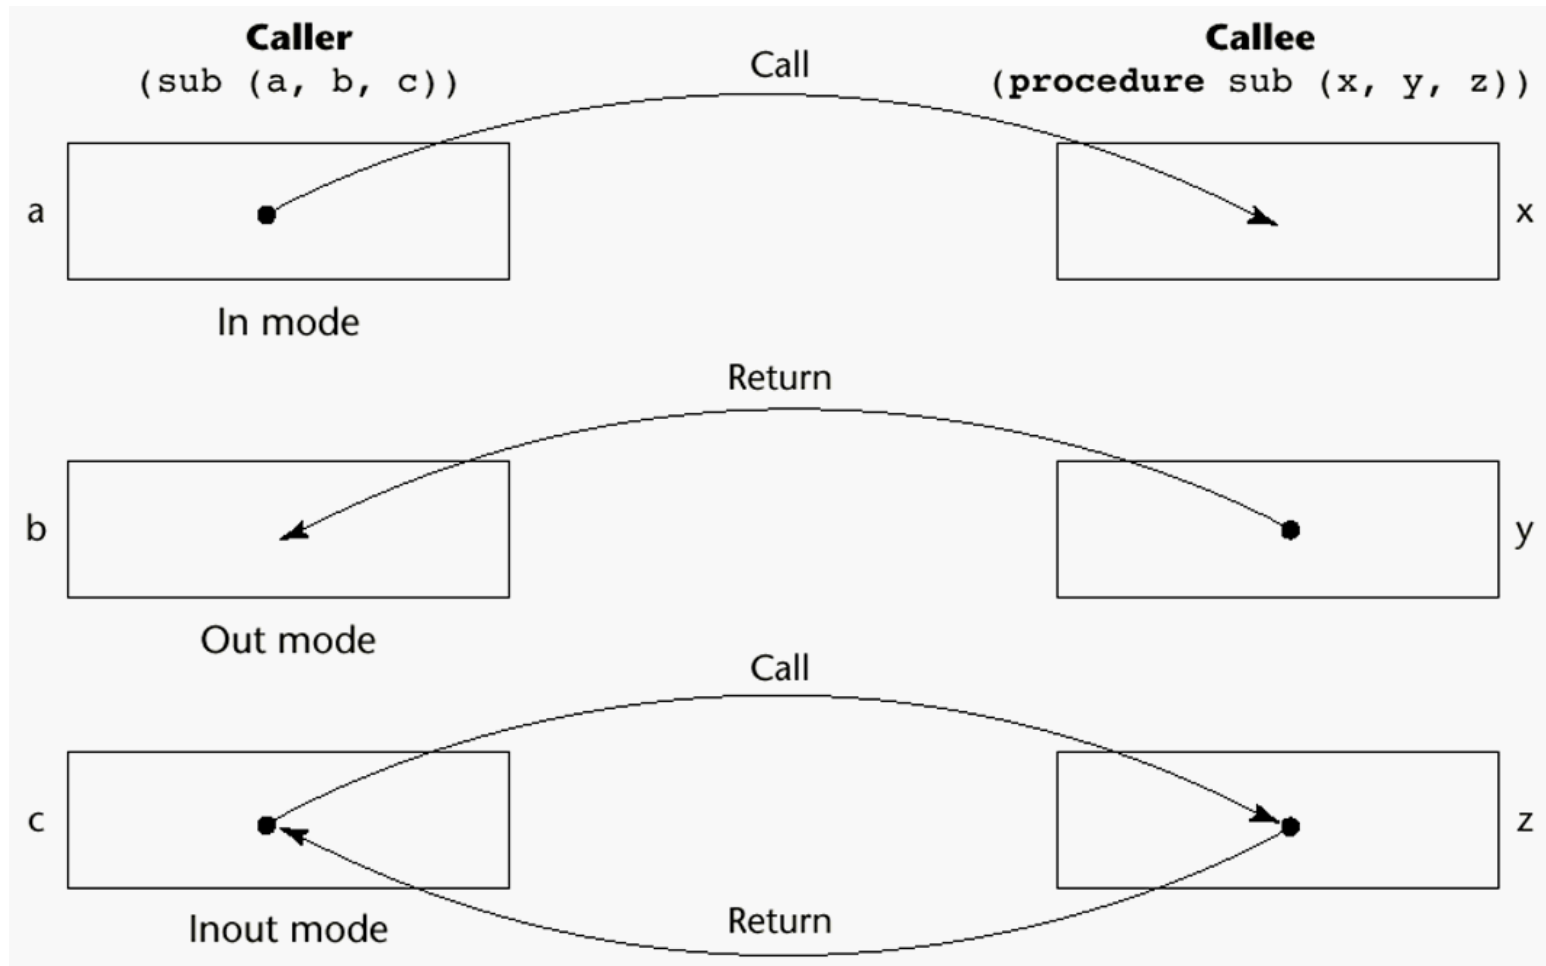 Caller
(sub (a, b, c))
Call
Callee
(procedure sub (x, y, z))
a
x
In mode
Return
b
y
Out mode
Call
c
z
Inout mode
Return